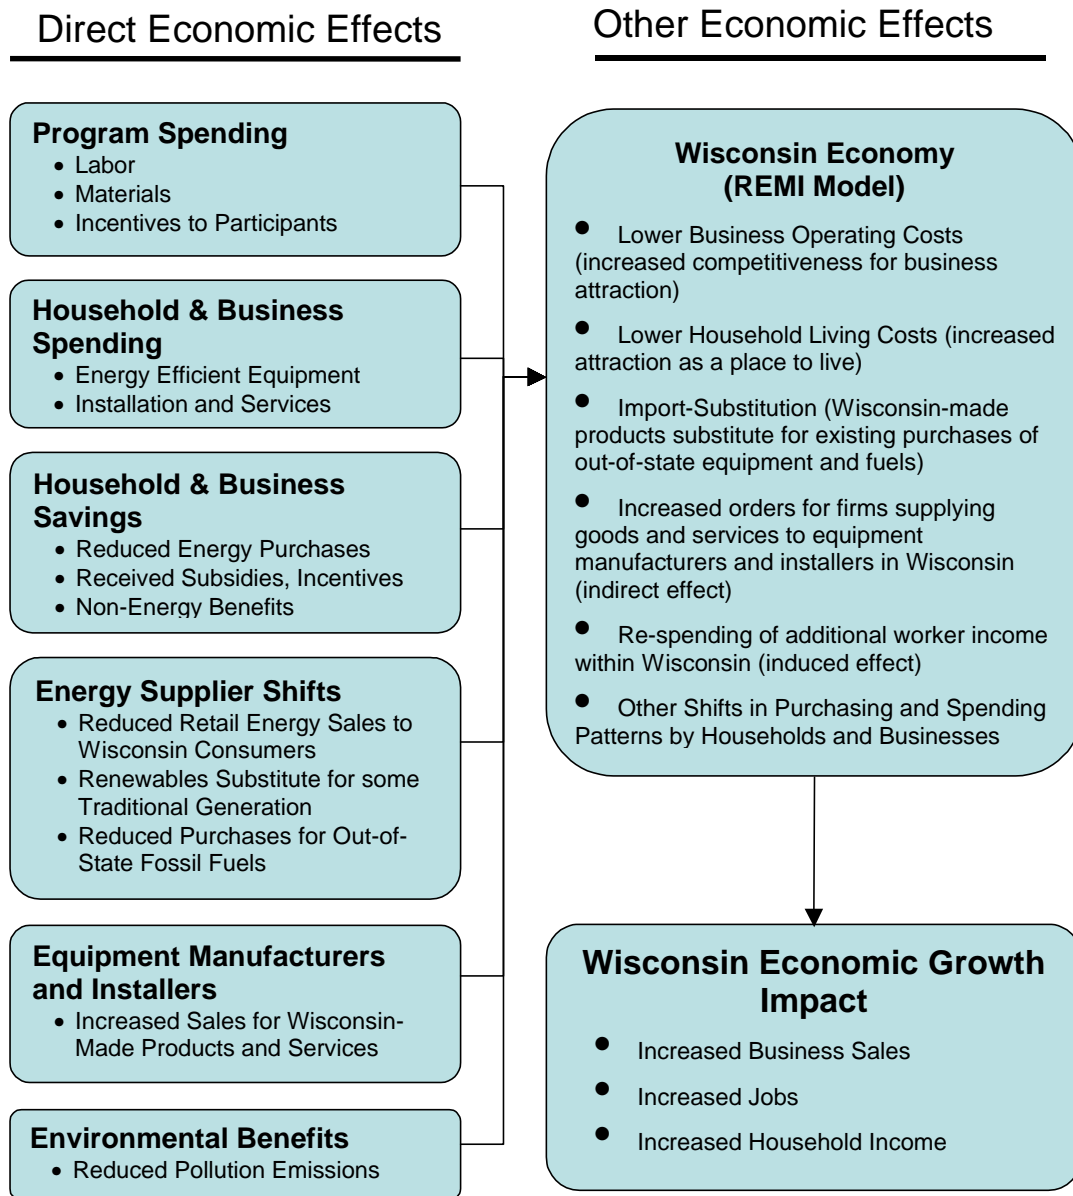 Direct Economic Effects
Program Spending
• Labor
• Materials
• Incentives to Participants
Household & Business
Spending
• Energy Efficient Equipment
• Installation and Services
Household & Business
Savings
• Reduced Energy Purchases
• Received Subsidies, Incentives
• Non-Energy Benefits
Energy Supplier Shifts
• Reduced Retail Energy Sales to
Wisconsin Consumers
• Renewables Substitute for some
Traditional Generation
• Reduced Purchases for Out-of-
State Fossil Fuels
Equipment Manufacturers
and Installers
• Increased Sales for Wisconsin-
Made Products and Services
Environmental Benefits
• Reduced Pollution Emissions
Other Economic Effects
Wisconsin Economy
(REMI Model)
• Lower Business Operating Costs
(increased competitiveness for business
attraction)
• Lower Household Living Costs (increased
attraction as a place to live)
• Import-Substitution (Wisconsin-made
products substitute for existing purchases of
out-of-state equipment and fuels)
• Increased orders for firms supplying
goods and services to equipment
manufacturers and installers in Wisconsin
(indirect effect)
• Re-spending of additional worker income
within Wisconsin (induced effect)
• Other Shifts in Purchasing and Spending
Patterns by Households and Businesses
Wisconsin Economic Growth
Impact
• Increased Business Sales
• Increased Jobs
• Increased Household Income